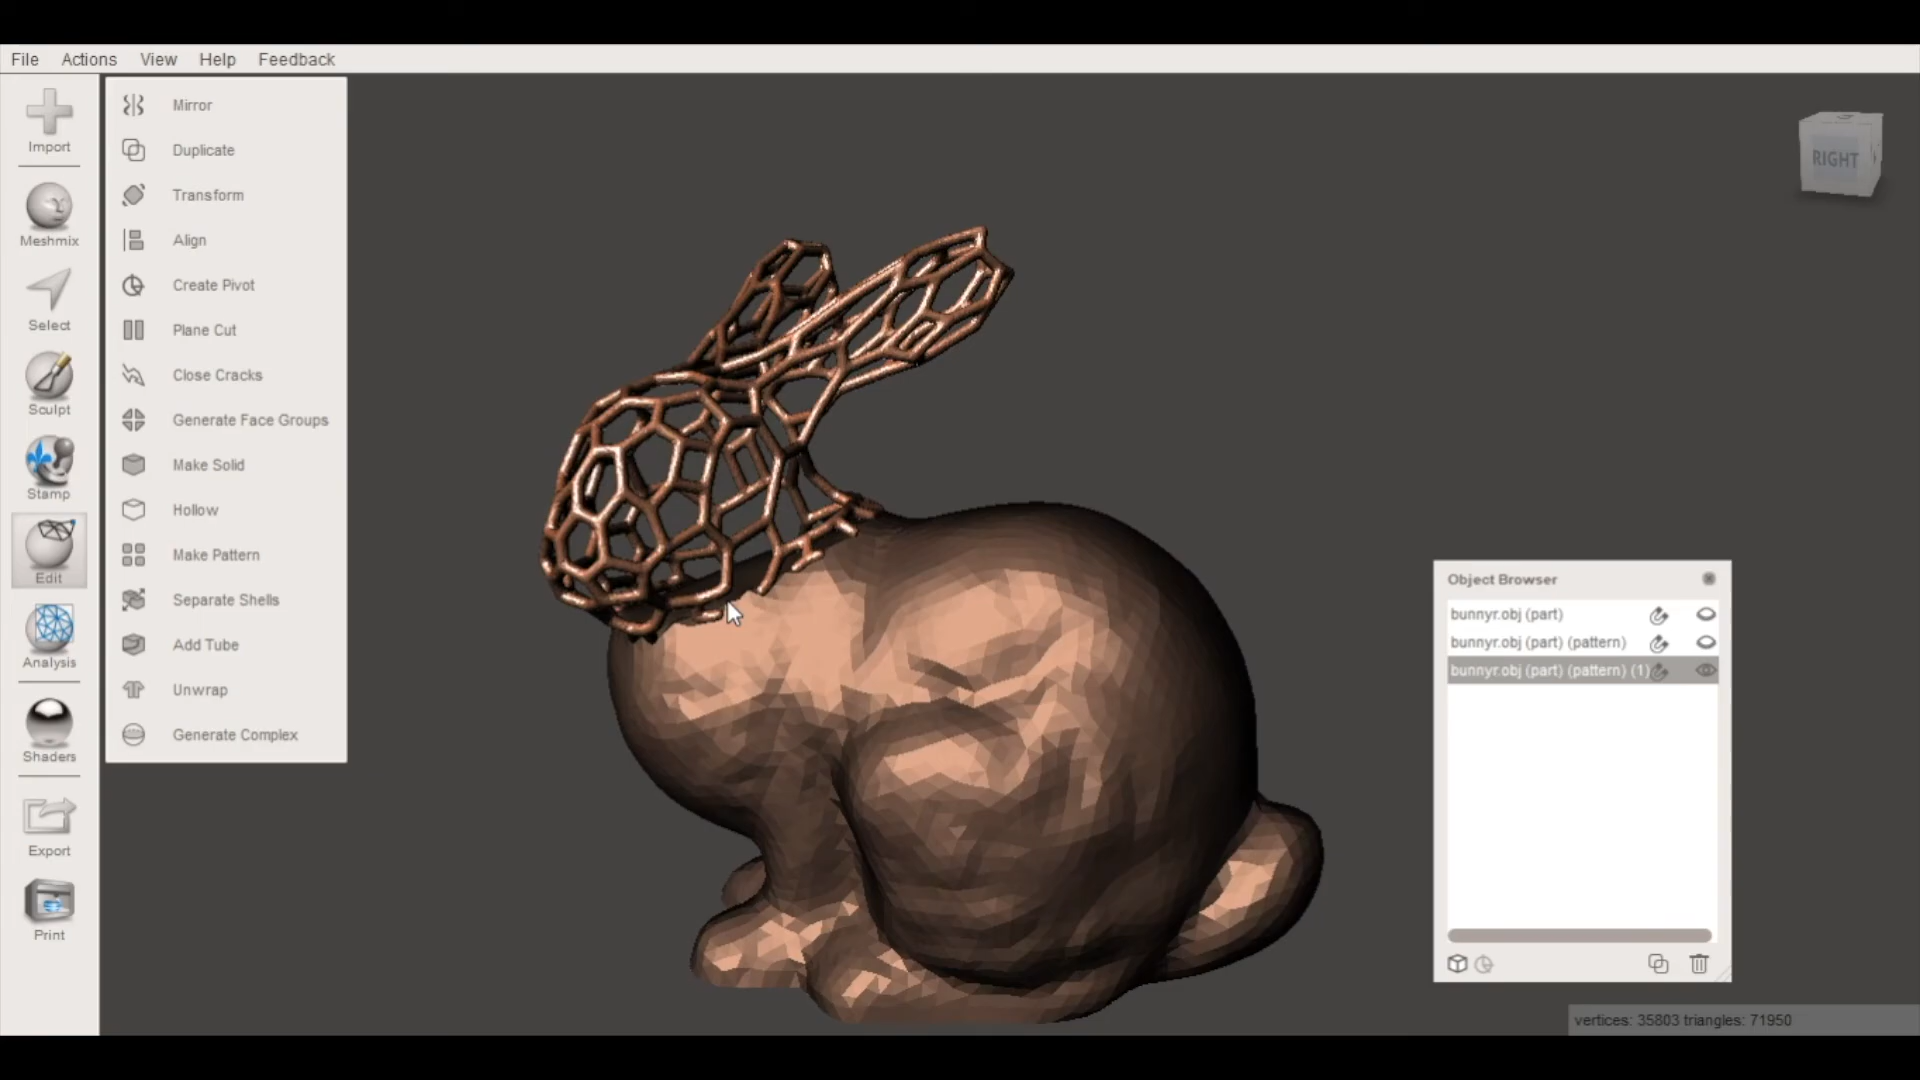 File Actions View Help Feedback
Import
Meshmix
Select
Sculpt
Stamp
Edit
Analysis
Shaders
Export
Print
Mirror
Duplicate
Transform
Align
Create Pivot
Plane Cut
Close Cracks
Generate Face Groups
Make Solid
Hollow
Make Pattern
Separate Shells
Add Tube
Unwrap
Generate Complex
RIGHT
Object Browser
bunnyr.obj (part)
bunnyr.obj (part) (pattern)
bunnyr.obj (part) (pattern) (1)
vertices: 35803 triangles: 71950